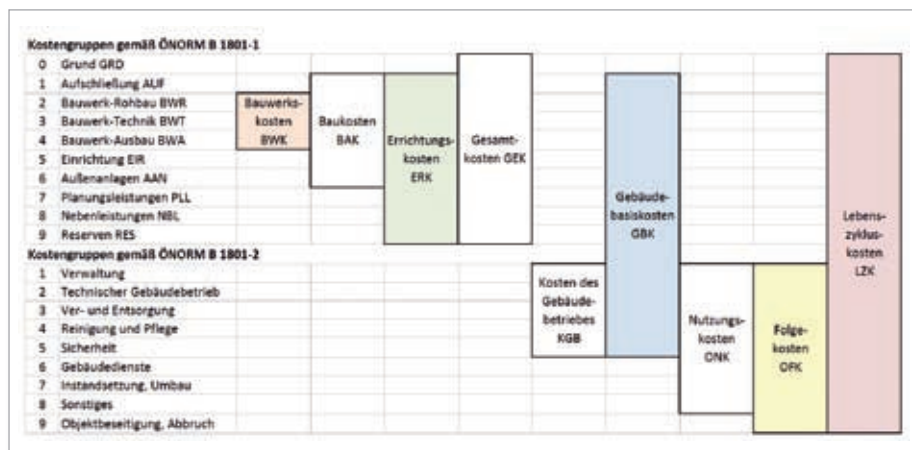 Kostengruppen gemäß ÖNORM B 1801-1
0 Grund GRD
1 Aufschließung AUF
2 Bauwerk-Rohbau BWR
3 Bauwerk-Technik BWT
4 Bauwerk-Ausbau BWA
5 Einrichtung EIR
6 Außenanlagen AAN
7 Planungsleistungen PLL
8 Nebenleistungen NBL
9 Reserven RES
Bauwerks-
kosten
BWK
Baukosten
BAK
Errichtungs-
kosten
ERK
Gesamt-
kosten GEK
Kostengruppen gemäß ÖNORM B 1801-2
1 Verwaltung
2 Technischer Gebäudebetrieb
3 Ver- und Entsorgung
4 Reinigung und Pflege
5 Sicherheit
6 Gebäudedienste
7 Instandsetzung, Umbau
8 Sonstiges
9 Objektbeseitigung, Abbruch
Kosten des
Gebäude-
betriebes
KGB
Gebäude-
basiskosten
GBK
Nutzungs-
kosten
ONK
Folge-
kosten
OFK
Lebens-
zyklus-
kosten
LZK